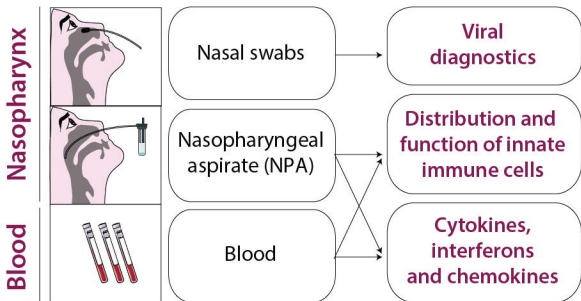 Nasopharynx
Nasal swabs
Viral
diagnostics
Nasopharyngeal
aspirate (NPA)
Distribution and
function of innate
immune cells
Blood
Blood
Cytokines,
interferons
and chemokines